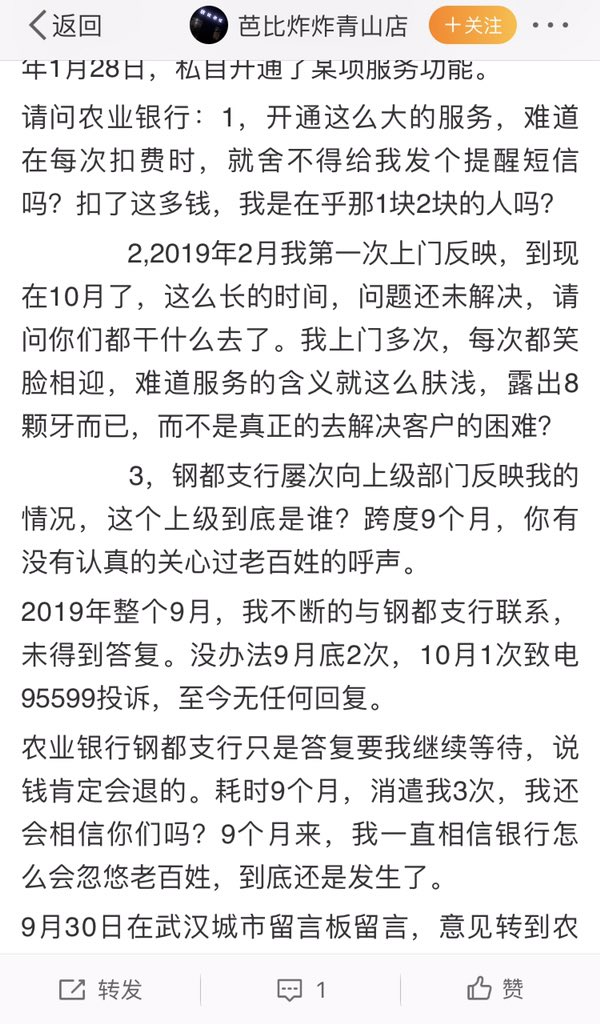 返回
芭比炸炸青山店
+关注
年1月28日，私自开通了某项服务功能。
请问农业银行：1，开通这么大的服务，难道
在每次扣费时，就舍不得给我发个提醒短信
吗？扣了这多钱，我是在乎那1块2块的人吗？
2,2019年2月我第一次上门反映，到现
在10月了，这么长的时间，问题还未解决，请
问你们都干什么去了。我上门多次，每次都笑
脸相迎，难道服务的含义就这么肤浅，露出8
颗牙而已，而不是真正的去解决客户的困难？
3，钢都支行屡次向上级部门反映我的
情况，这个上级到底是谁？跨度9个月，你有
没有认真的关心过老百姓的呼声。
2019年整个9月，我不断的与钢都支行联系，
未得到答复。没办法9月底2次，10月1次致电
95599投诉，至今无任何回复。
农业银行钢都支行只是答复要我继续等待，说
钱肯定会退的。耗时9个月，消遣我3次，我还
会相信你们吗？9个月来，我一直相信银行怎
么会忽悠老百姓，到底还是发生了。
9月30日在武汉城市留言板留言，意见转到农
转发
1
赞